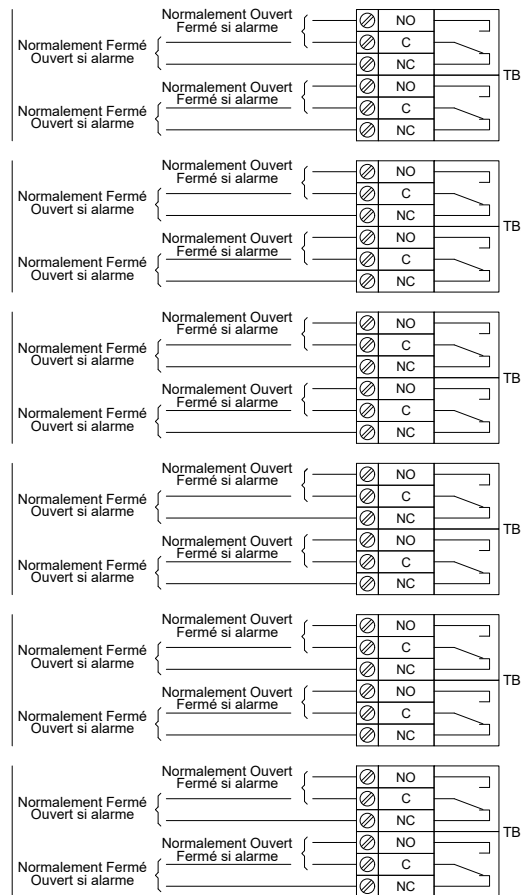 Normalement Ouvert
Fermé si alarme
NO
Normalement Fermé
Ouvert si alarme
C
NC
TB
Normalement Ouvert
Fermé si alarme
NO
Normalement Fermé
Ouvert si alarme
C
NC
Normalement Ouvert
Fermé si alarme
NO
Normalement Fermé
Ouvert si alarme
C
NC
TB
Normalement Ouvert
Fermé si alarme
NO
Normalement Fermé
Ouvert si alarme
C
NC
Normalement Ouvert
Fermé si alarme
NO
Normalement Fermé
Ouvert si alarme
C
NC
TB
Normalement Ouvert
Fermé si alarme
NO
Normalement Fermé
Ouvert si alarme
C
NC
Normalement Ouvert
Fermé si alarme
NO
Normalement Fermé
Ouvert si alarme
C
NC
TB
Normalement Ouvert
Fermé si alarme
NO
Normalement Fermé
Ouvert si alarme
C
NC
Normalement Ouvert
Fermé si alarme
NO
Normalement Fermé
Ouvert si alarme
C
NC
TB
Normalement Ouvert
Fermé si alarme
NO
Normalement Fermé
Ouvert si alarme
C
NC
Normalement Ouvert
Fermé si alarme
NO
Normalement Fermé
Ouvert si alarme
C
NC
TB
Normalement Ouvert
Fermé si alarme
NO
Normalement Fermé
Ouvert si alarme
C
NC